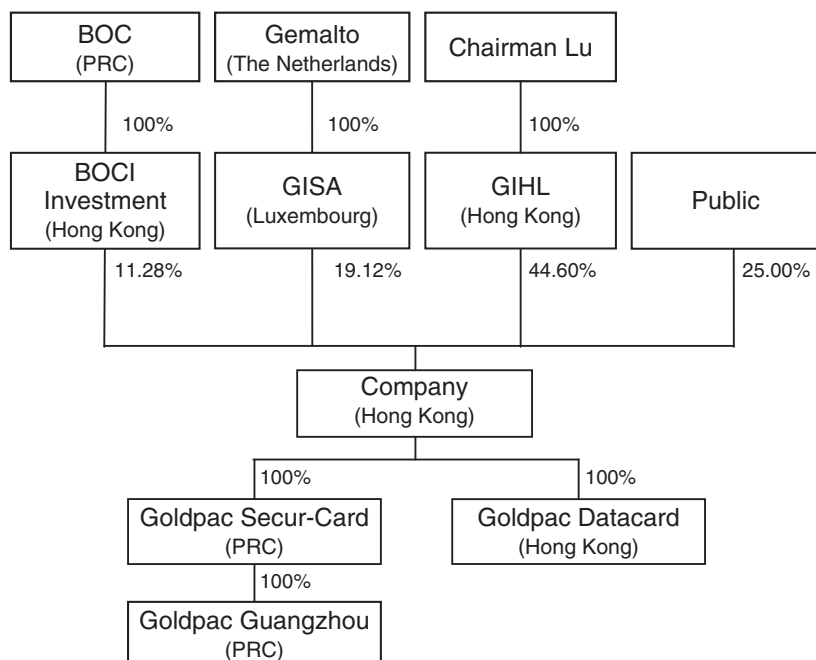 BOC
(PRC)
Gemalto
(The Netherlands)
Chairman Lu
100%
100%
100%
BOCI
Investment
(Hong Kong)
GISA
(Luxembourg)
GIHL
(Hong Kong)
Public
11.28%
19.12%
44.60%
25.00%
Company
(Hong Kong)
100%
100%
Goldpac Secur-Card
(PRC)
Goldpac Datacard
(Hong Kong)
100%
Goldpac Guangzhou
(PRC)